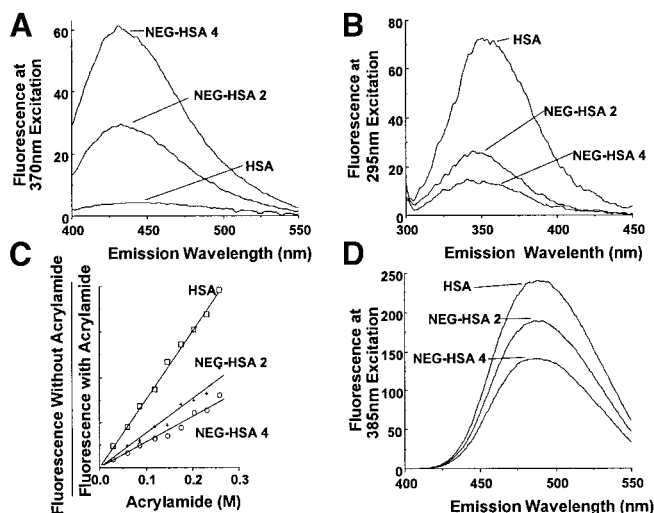 A
Fluorescence at
370nm Excitation
60
40
20
0
NEG-HSA 4
NEG-HSA 2
HSA
400
450
500
550
Emission Wavelength (nm)
B
Fluorescence at
295nm Excitation
80
60
40
20
0
HSA
NEG-HSA 2
NEG-HSA 4
300
350
400
450
Emission Wavelenth (nm)
C
Fluorescence Without Acrylamide
Fluorescence with Acrylamide
HSA
NEG-HSA 2
NEG-HSA 4
0.0
0.1
0.2
0.3
Acrylamide (M)
D
Fluorescence at
385nm Excitation
250
200
150
100
50
0
HSA
NEG-HSA 2
NEG-HSA 4
400
450
500
550
Emission Wavelength (nm)